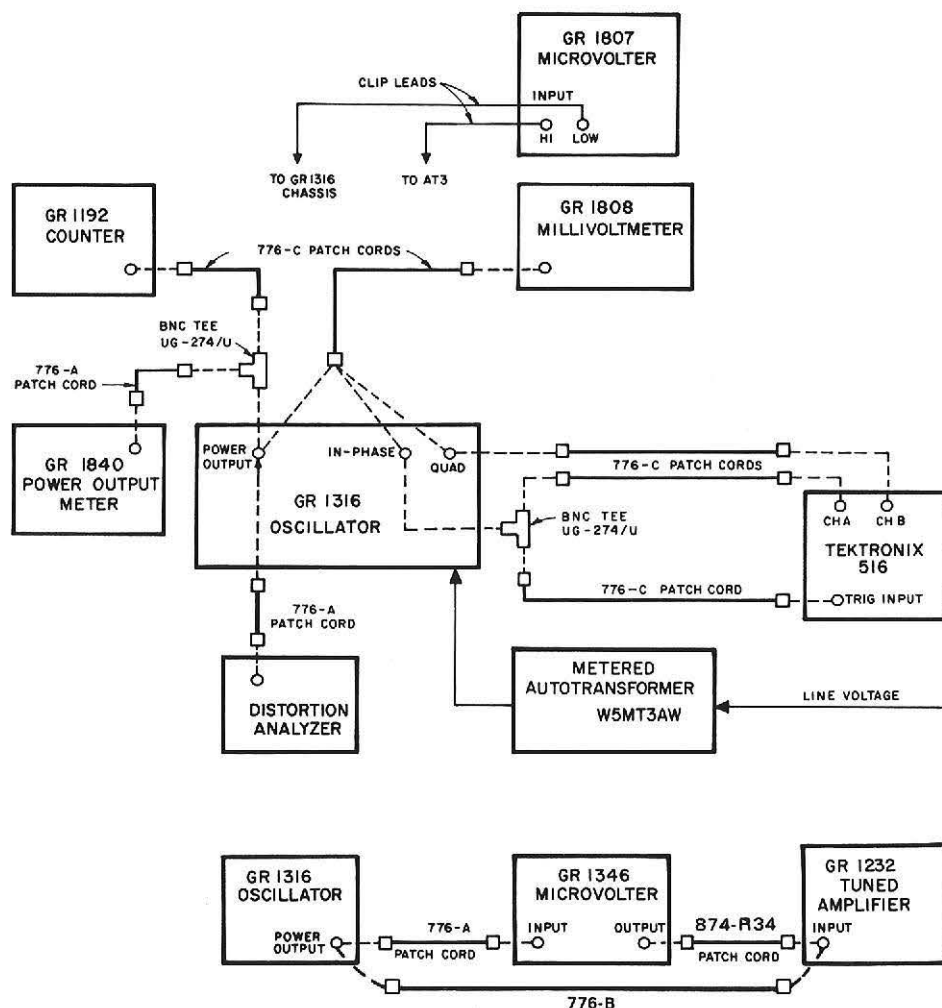 GR 1807
MICROVOLTER
CLIP LEADS
INPUT
HI
LOW
TO GR1316
CHASSIS
TO AT3
GR 1192
COUNTER
GR 1808
MILLIVOLTMETER
776-C PATCH CORDS
BNC TEE
UG-274/U
776-A
PATCH CORD
GR 1840
POWER OUTPUT
METER
POWER
OUTPUT
IN-PHASE
QUAD
GR 1316
OSCILLATOR
776-C PATCH CORDS
BNC TEE
UG-274/U
CH A
CH B
TEKTRONIX
516
TRIG INPUT
776-C PATCH CORD
776-A
PATCH CORD
DISTORTION
ANALYZER
METERED
AUTOTRANSFORMER
W5MT3AW
LINE VOLTAGE
GR 1316
OSCILLATOR
POWER
OUTPUT
776-A
PATCH CORD
GR 1346
MICROVOLTER
INPUT
OUTPUT
874-R34
PATCH CORD
GR 1232
TUNED
AMPLIFIER
INPUT
776-B